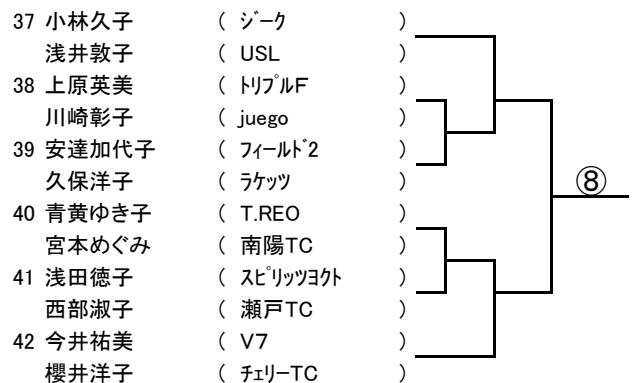 37 小林久子 ( ｼﾞｰｸ )
浅井敦子 ( USL )
38 上原英美 ( ﾄﾘﾌﾟﾙF )
川崎彰子 ( juego )
39 安達加代子 ( ﾌｨｰﾙﾄﾞ2 )
久保洋子 ( ﾗｹｯﾂ )
⑧
40 青黄ゆき子 ( T.REO )
宮本めぐみ ( 南陽TC )
41 浅田徳子 ( ｽﾋﾟﾘｯﾂﾖｸﾄ )
西部淑子 ( 瀬戸TC )
42 今井祐美 ( V7 )
櫻井洋子 ( ﾁｪﾘｰTC )